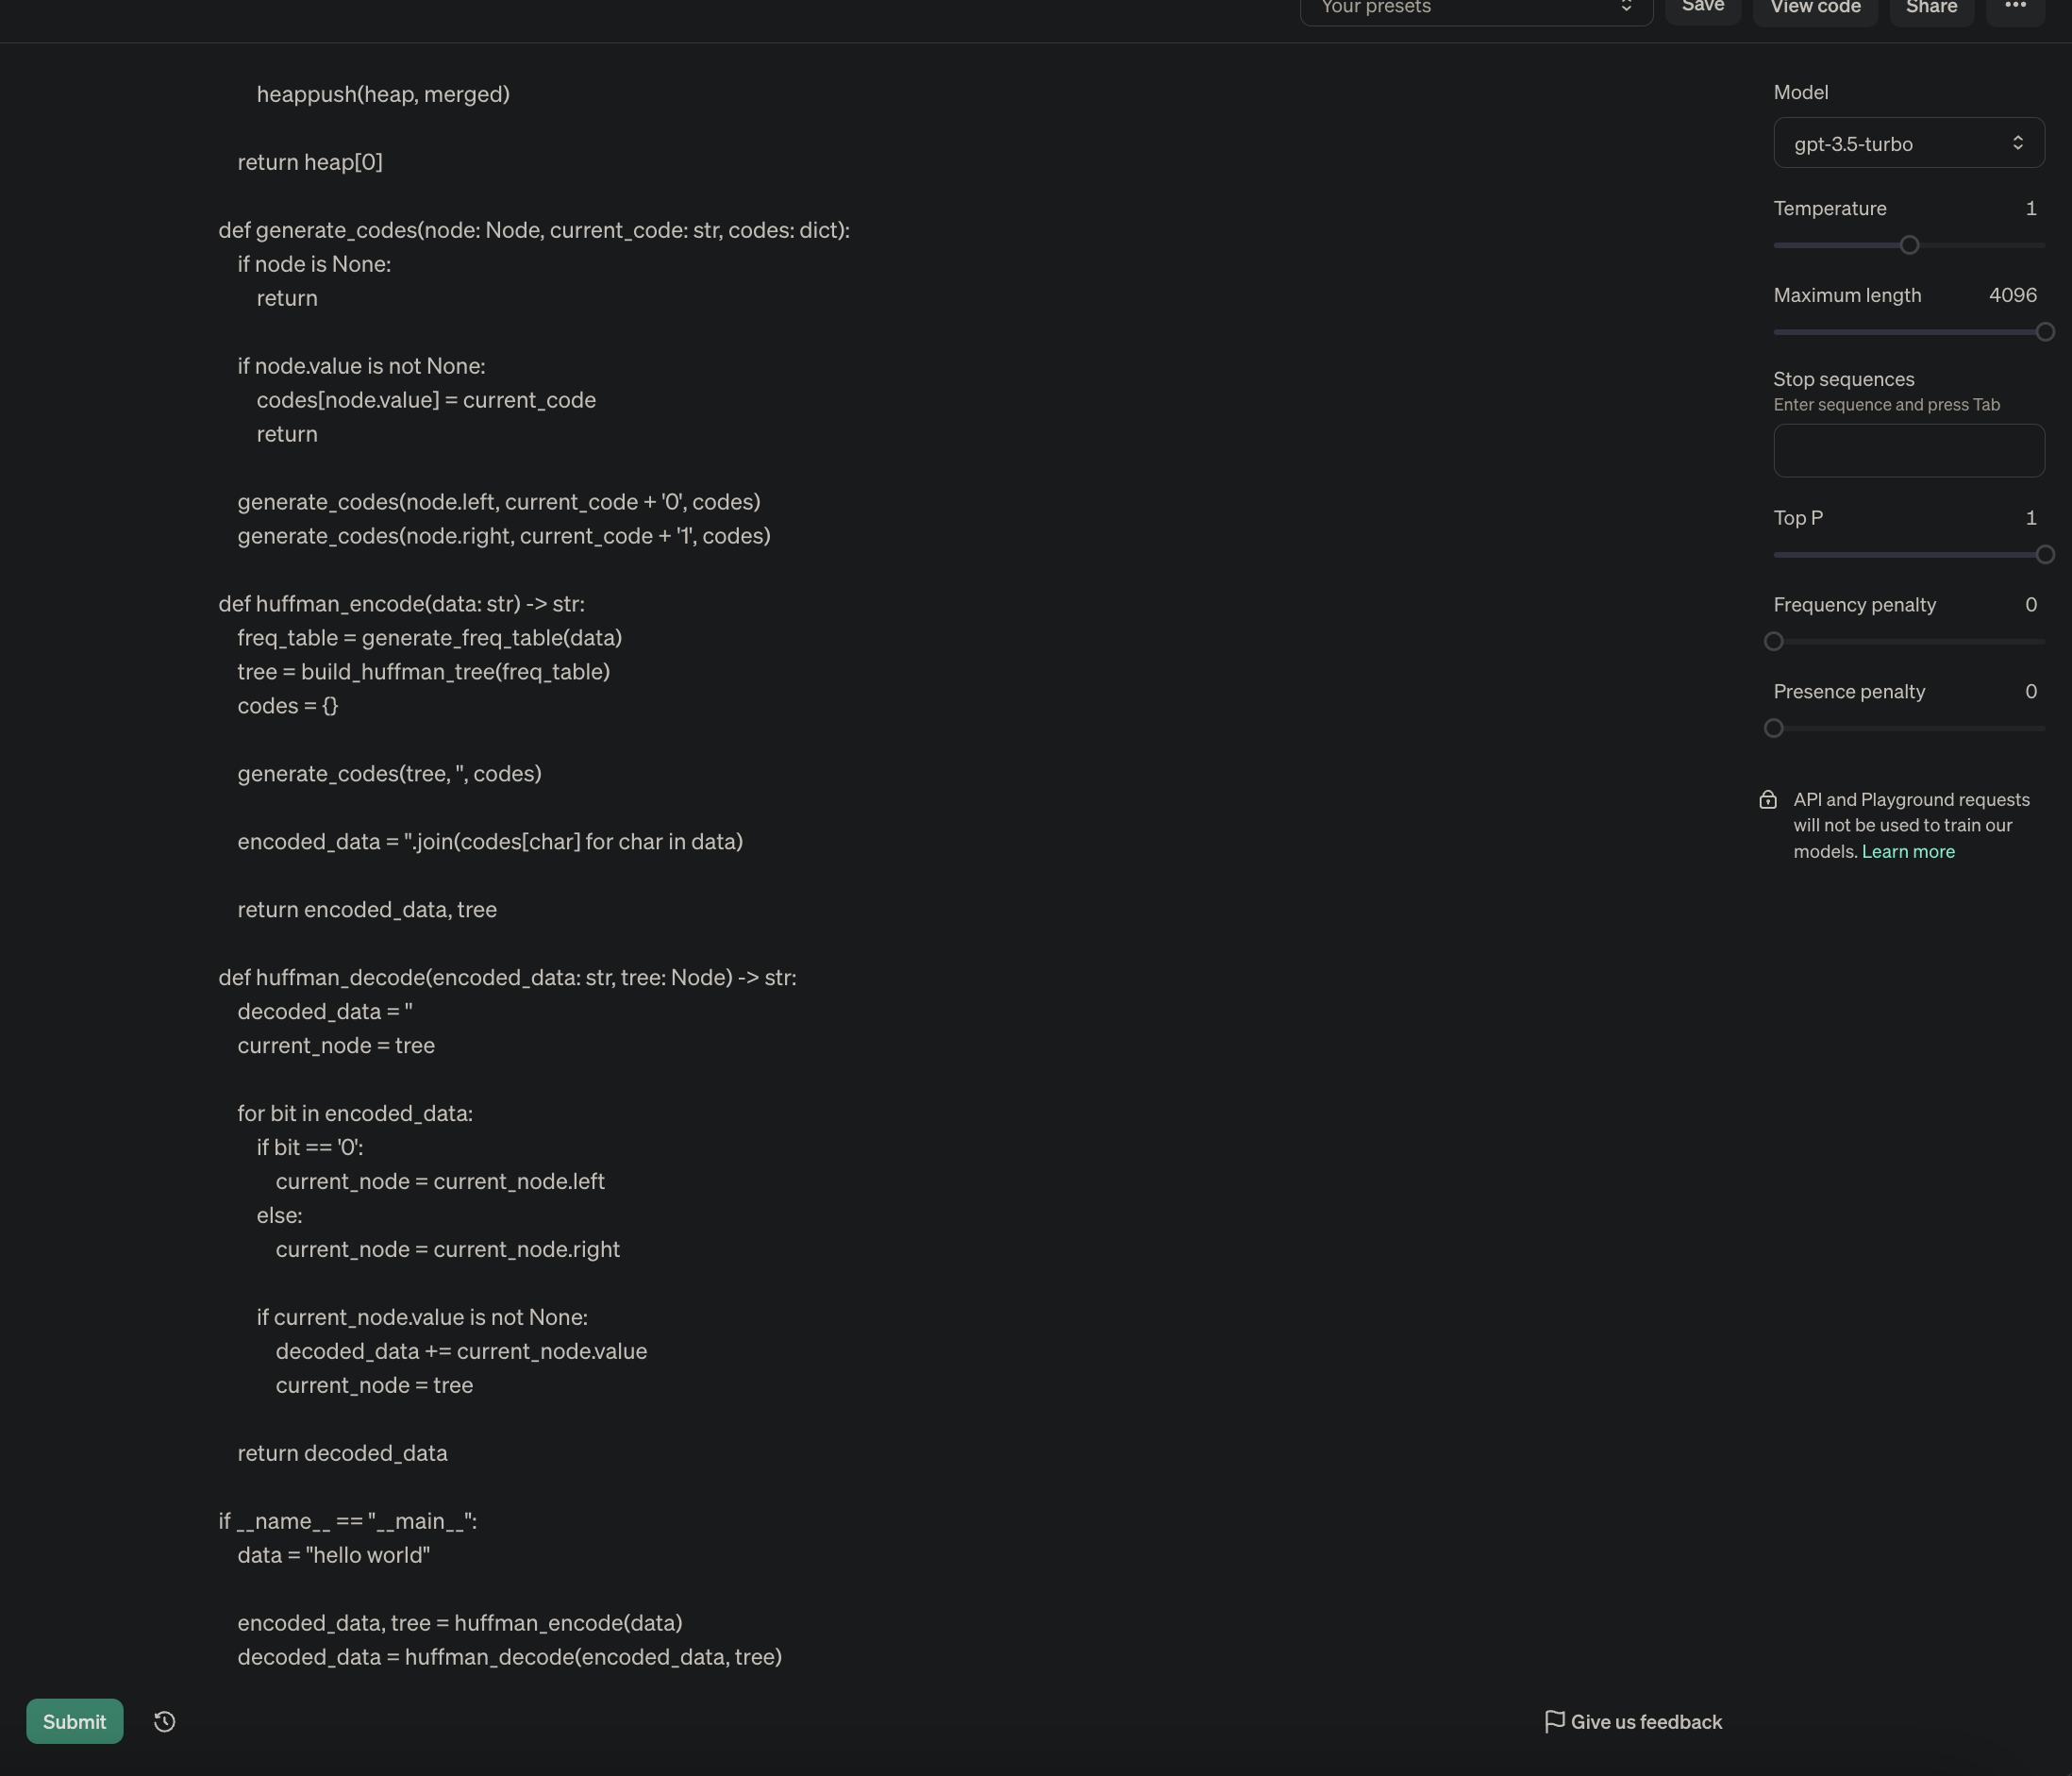 Your presets
Save
View code
Share
•••
heappush(heap, merged)
return heap[0]
def generate_codes(node: Node, current_code: str, codes: dict):
if node is None:
return
if node.value is not None:
codes[node.value] = current_code
return
generate_codes(node.left, current_code + '0', codes)
generate_codes(node.right, current_code + '1', codes)
def huffman_encode(data: str) -> str:
freq_table = generate_freq_table(data)
tree = build_huffman_tree(freq_table)
codes = {}
generate_codes(tree, '', codes)
encoded_data = ''.join(codes[char] for char in data)
return encoded_data, tree
def huffman_decode(encoded_data: str, tree: Node) -> str:
decoded_data = ''
current_node = tree
for bit in encoded_data:
if bit == '0':
current_node = current_node.left
else:
current_node = current_node.right
if current_node.value is not None:
decoded_data += current_node.value
current_node = tree
return decoded_data
if __name__ == "__main__":
data = "hello world"
encoded_data, tree = huffman_encode(data)
decoded_data = huffman_decode(encoded_data, tree)
Submit
Give us feedback
Model
gpt-3.5-turbo
Temperature 1
Maximum length 4096
Stop sequences
Enter sequence and press Tab
Top P 1
Frequency penalty 0
Presence penalty 0
API and Playground requests
will not be used to train our
models. Learn more